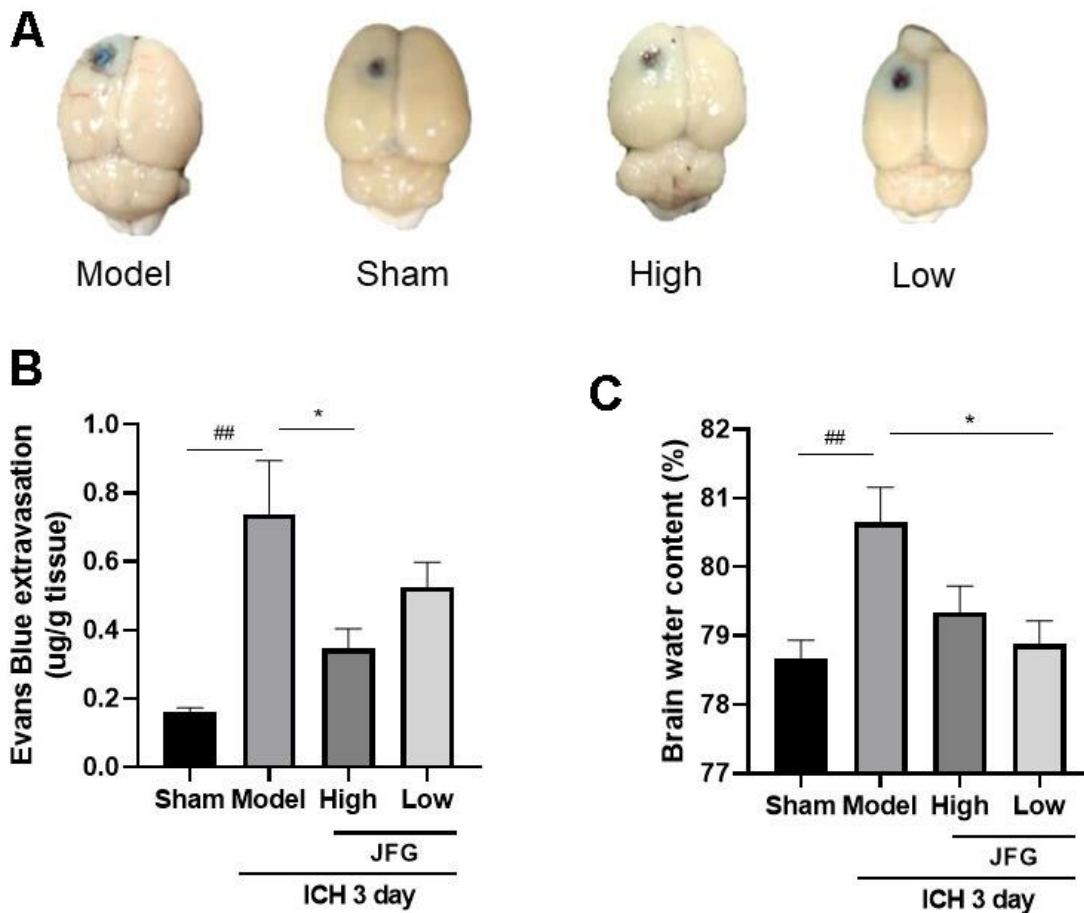 A
Model Sham High Low
B
Evans Blue extravasation
(ug/g tissue)
1.0
0.8
0.6
0.4
0.2
0.0
##
*
Sham Model High Low
JFG
ICH 3 day
C
Brain water content (%)
82
81
80
79
78
77
##
*
Sham Model High Low
JFG
ICH 3 day